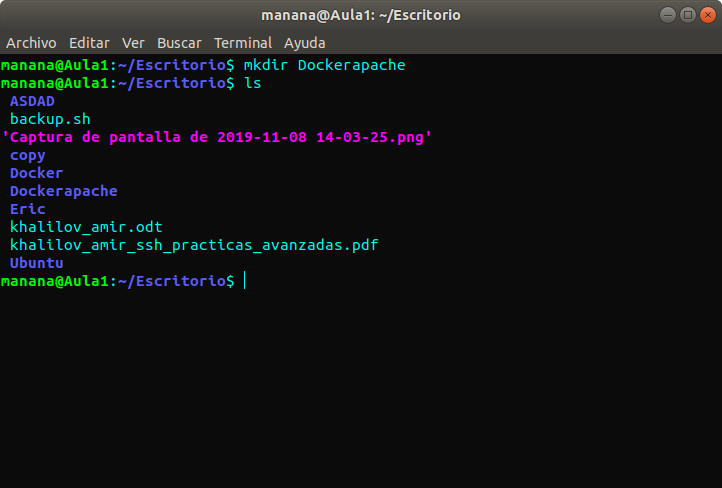 manana@Aula1: ~/Escritorio
Archivo Editar Ver Buscar Terminal Ayuda
manana@Aula1:~/Escritorio$ mkdir Dockerapache
manana@Aula1:~/Escritorio$ ls
ASDAD
backup.sh
'Captura de pantalla de 2019-11-08 14-03-25.png'
copy
Docker
Dockerapache
Eric
khalilov_amir.odt
khalilov_amir_ssh_practicas_avanzadas.pdf
Ubuntu
manana@Aula1:~/Escritorio$